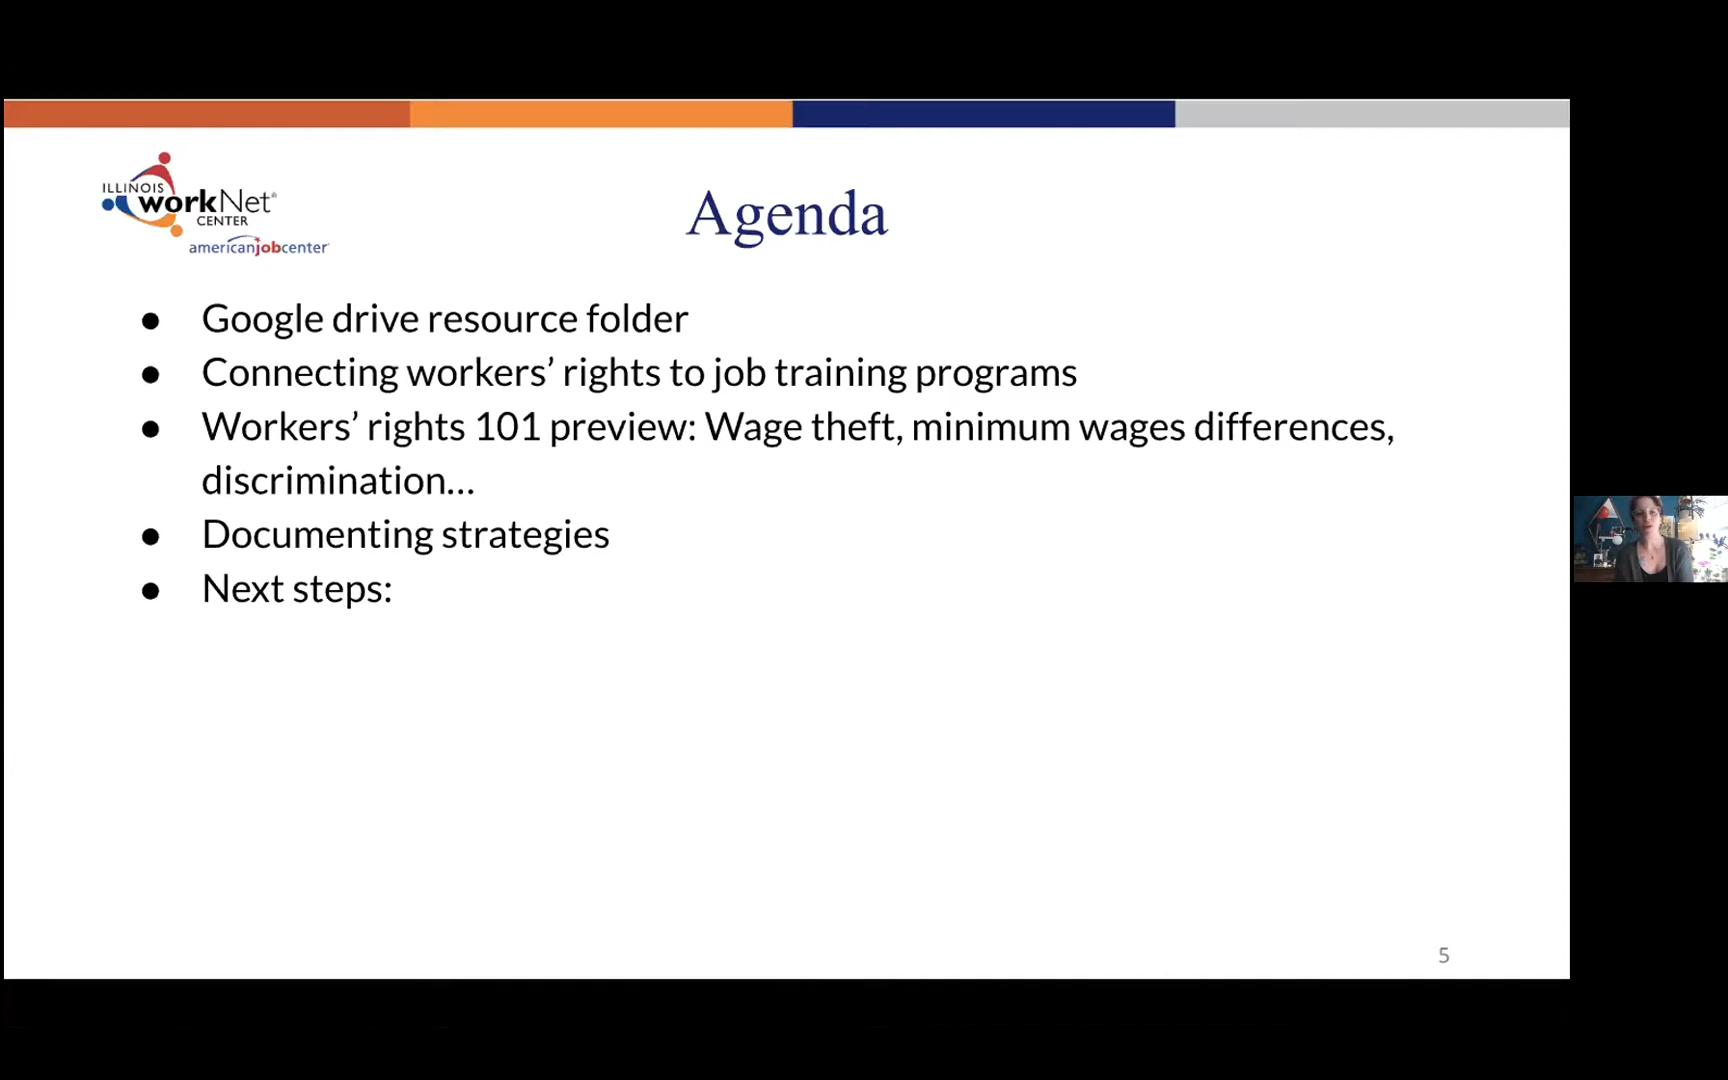 ILLINOIS
workNet®
CENTER
americanjobcenter
Agenda
● Google drive resource folder
● Connecting workers’ rights to job training programs
● Workers’ rights 101 preview: Wage theft, minimum wages differences,
discrimination...
● Documenting strategies
● Next steps:
5